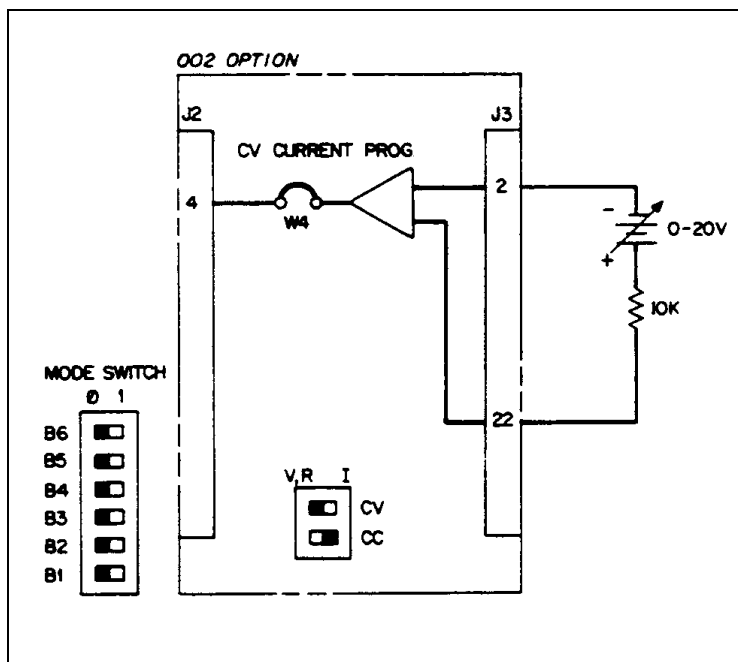 002 OPTION
J2
J3
CV CURRENT PROG
4
2
W4
-
0-20V
+
10K
MODE SWITCH
0 1
22
B6
B5
B4
B3
B2
B1
V,R I
CV
CC